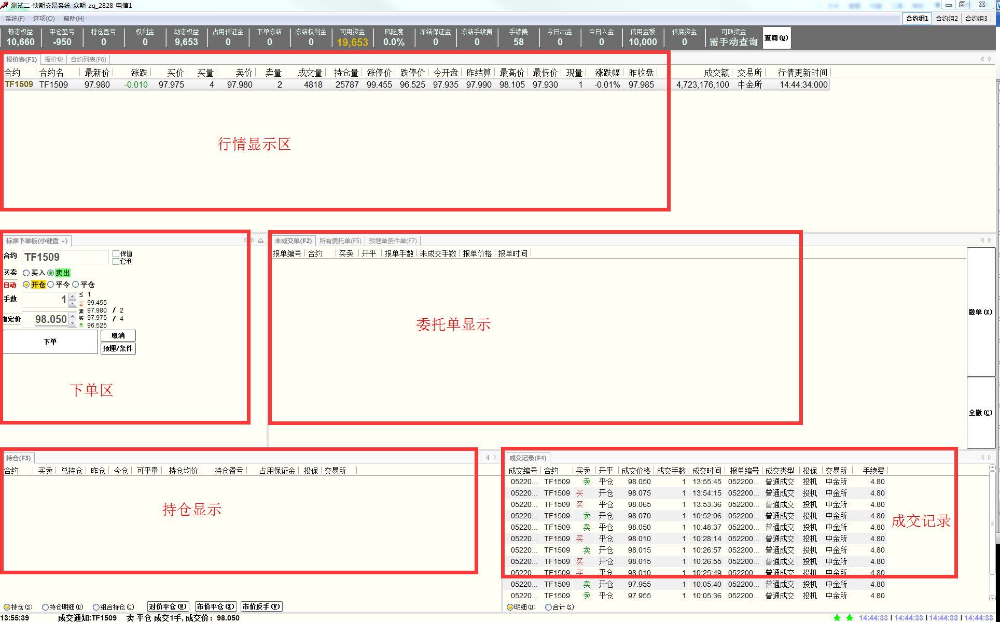 测试二-快期交易系统-众期-zq_2828-电信1
系统(F) 选项(O) 帮助(H) 合约组1 合约组2 合约组3
静态权益 平仓盈亏 持仓盈亏 权利金 动态权益 占用保证金 下单冻结 冻结权利金 可用资金 风险度 冻结保证金 冻结手续费 手续费 今日出金 今日入金 信用金额 保底资金 可取资金 查询(Q)
10,660 -950 0 0 9,653 0 0 0 19,653 0.0% 0 0 58 0 0 10,000 0 需手动查询
报价表(F1) 报价块 合约列表(F6)
合约 合约名 最新价 涨跌 买价 买量 卖价 卖量 成交量 持仓量 涨停价 跌停价 今开盘 昨结算 最高价 最低价 现量 涨跌幅 昨收盘 成交额 交易所 行情更新时间
TF1509 TF1509 97.980 -0.010 97.975 4 97.980 2 4818 25787 99.455 96.525 97.935 97.990 98.105 97.930 1 -0.01% 97.985 4,723,176,100 中金所 14:44:34:000
行情显示区
标准下单板(小键盘 +)
合约 TF1509 保值
套利
买卖 买入 卖出
自动 开仓 平今 平仓
手数 1 ≤ 1
99.455
卖 97.980 / 2
指定价 98.050 买 97.975 / 4
96.525
下单 取消
预埋/条件
下单区
未成交单(F2) 所有委托单(F5) 预埋单条件单(F7)
报单编号 合约 买卖 开平 报单手数 未成交手数 报单价格 报单时间
委托单显示
撤单(X)
全撤(C)
持仓(F3)
合约 买卖 总持仓 昨仓 今仓 可平量 持仓均价 持仓盈亏 占用保证金 投保 交易所
持仓显示
持仓(S) 持仓明细(D) 组合持仓(C) 对价平仓(W) 市价平仓(X) 市价反手(V)
成交记录(F4)
成交编号 合约 买卖 开平 成交价格 成交手数 成交时间 报单编号 成交类型 投保 交易所 手续费
05220... TF1509 卖 平仓 98.050 1 13:55:45 052200... 普通成交 投机 中金所 4.80
05220... TF1509 买 开仓 98.075 1 13:54:15 052200... 普通成交 投机 中金所 4.80
05220... TF1509 买 平仓 98.065 1 13:53:36 052200... 普通成交 投机 中金所 4.80
05220... TF1509 卖 开仓 98.070 1 10:52:06 052200... 普通成交 投机 中金所 4.80
05220... TF1509 卖 平仓 98.050 1 10:48:37 052200... 普通成交 投机 中金所 4.80
05220... TF1509 买 平仓 98.010 1 10:28:14 052200... 普通成交 投机 中金所 4.80
05220... TF1509 卖 开仓 98.015 1 10:26:57 052200... 普通成交 投机 中金所 4.80
05220... TF1509 买 开仓 98.015 1 10:26:55 052200... 普通成交 投机 中金所 4.80
05220 TF1509 买 平仓 98.010 1 10:25:49 052200 普通成交 投机 中金所 4.80
05220... TF1509 卖 开仓 97.955 1 10:05:40 052200... 普通成交 投机 中金所 4.80
05220... TF1509 卖 平仓 97.955 1 10:05:36 052200... 普通成交 投机 中金所 4.80
成交记录
明细(D) 合计(S)
13:55:39 成交通知:TF1509 卖 平仓 成交1手, 成交价: 98.050 14:44:33 | 14:44:33 | 14:44:33 | 14:44:33